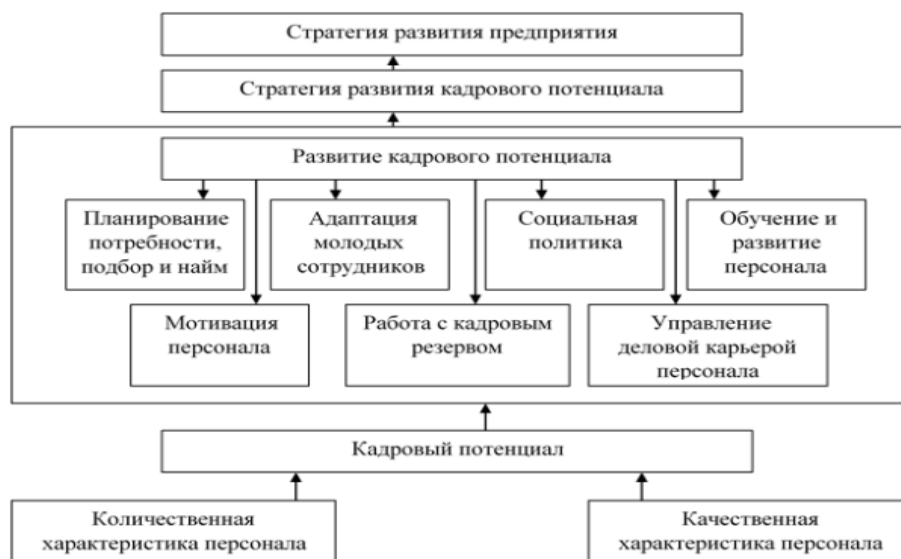 Стратегия развития предприятия
Стратегия развития кадрового потенциала
Развитие кадрового потенциала
Планирование
потребности,
подбор и найм
Адаптация
молодых
сотрудников
Социальная
политика
Обучение и
развитие
персонала
Мотивация
персонала
Работа с кадровым
резервом
Управление
деловой карьерой
персонала
Кадровый потенциал
Количественная
характеристика персонала
Качественная
характеристика персонала